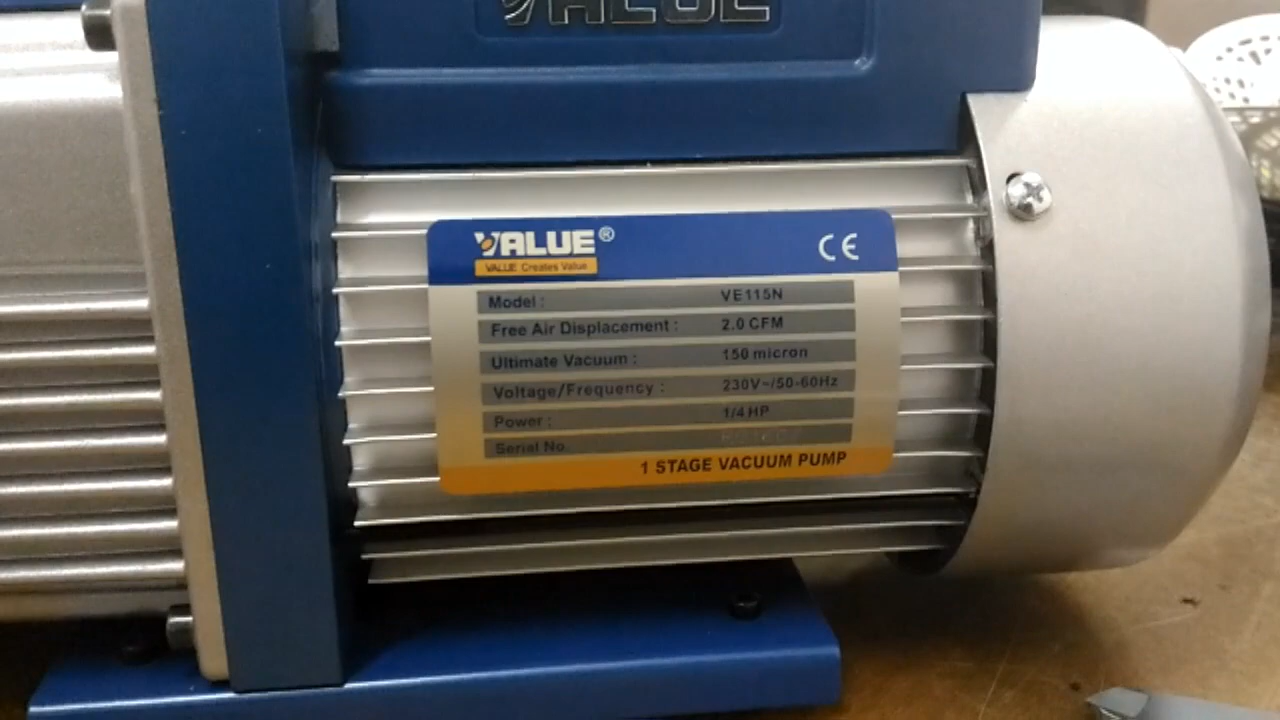 VALUE
VALUE® CE
VALUE Creates Value
Model : VE115N
Free Air Displacement : 2.0 CFM
Ultimate Vacuum : 150 micron
Voltage/Frequency : 230V~/50-60Hz
Power : 1/4 HP
Serial No.
1 STAGE VACUUM PUMP